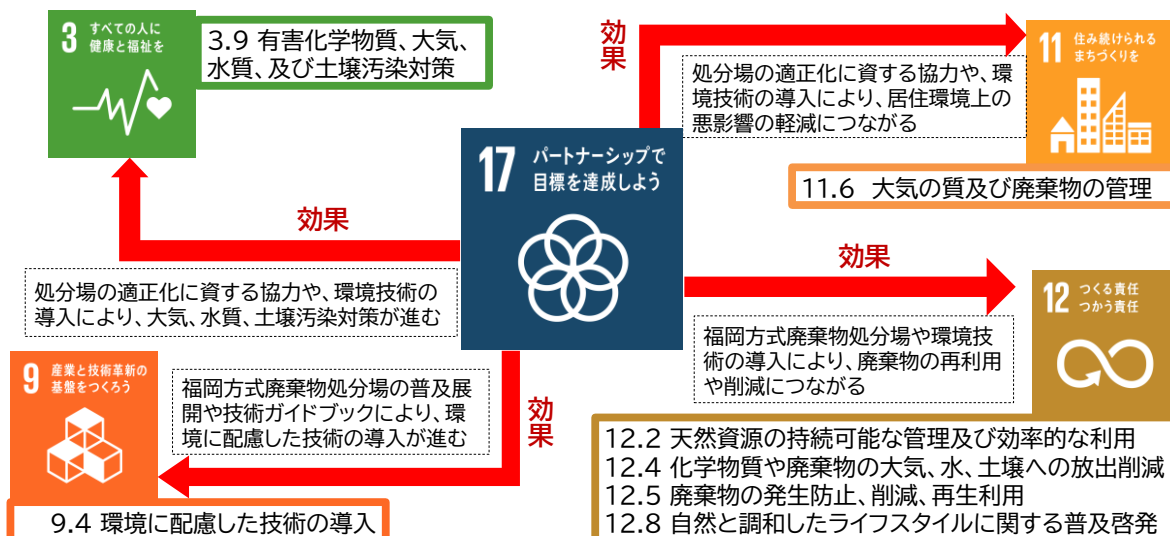 3 すべての人に
健康と福祉を
3.9 有害化学物質、大気、
水質、及び土壌汚染対策
効果
処分場の適正化に資する協力や、環
境技術の導入により、居住環境上の
悪影響の軽減につながる
11 住み続けられる
まちづくりを
11.6 大気の質及び廃棄物の管理
17 パートナーシップで
目標を達成しよう
効果
処分場の適正化に資する協力や、環境技術の
導入により、大気、水質、土壌汚染対策が進む
効果
福岡方式廃棄物処分場や環境技
術の導入により、廃棄物の再利用
や削減につながる
12 つくる責任
つかう責任
9 産業と技術革新の
基盤をつくろう
福岡方式廃棄物処分場の普及展
開や技術ガイドブックにより、環
境に配慮した技術の導入が進む
効果
9.4 環境に配慮した技術の導入
12.2 天然資源の持続可能な管理及び効率的な利用
12.4 化学物質や廃棄物の大気、水、土壌への放出削減
12.5 廃棄物の発生防止、削減、再生利用
12.8 自然と調和したライフスタイルに関する普及啓発